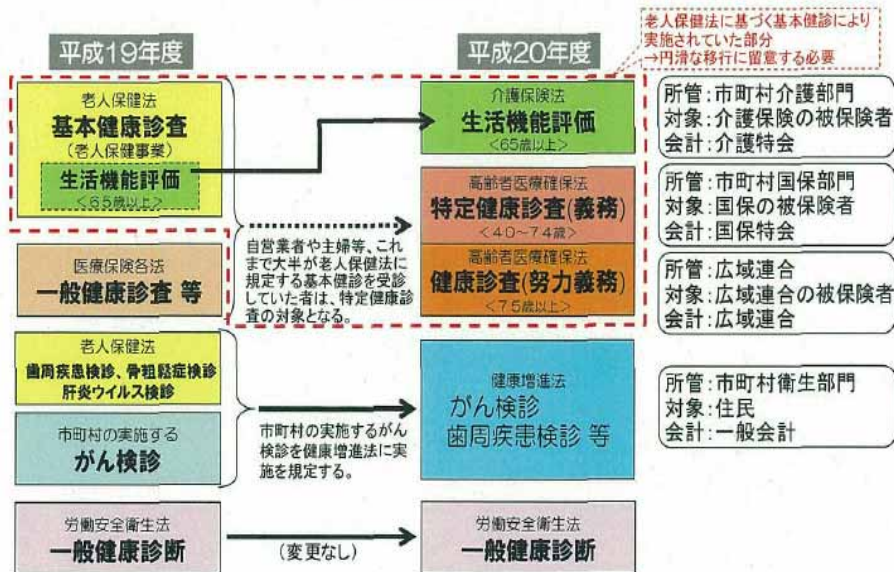 平成19年度
平成20年度
老人保健法に基づく基本健診により
実施されていた部分
→円滑な移行に留意する必要
老人保健法
基本健康診査
(老人保健事業)
生活機能評価
<65歳以上>
介護保険法
生活機能評価
<65歳以上>
所管:市町村介護部門
対象:介護保険の被保険者
会計:介護特会
高齢者医療確保法
特定健康診査(義務)
<40~74歳>
所管:市町村国保部門
対象:国保の被保険者
会計:国保特会
自営業者や主婦等、これ
まで大半が老人保健法に
規定する基本健診を受診
していた者は、特定健康診
査の対象となる。
医療保険各法
一般健康診査 等
高齢者医療確保法
健康診査(努力義務)
<75歳以上>
所管:広域連合
対象:広域連合の被保険者
会計:広域連合
老人保健法
歯周疾患検診、骨粗鬆症検診
肝炎ウイルス検診
市町村の実施する
がん検診
市町村の実施するがん
検診を健康増進法に実
施を規定する。
健康増進法
がん検診
歯周疾患検診 等
所管:市町村衛生部門
対象:住民
会計:一般会計
労働安全衛生法
一般健康診断
(変更なし)
労働安全衛生法
一般健康診断